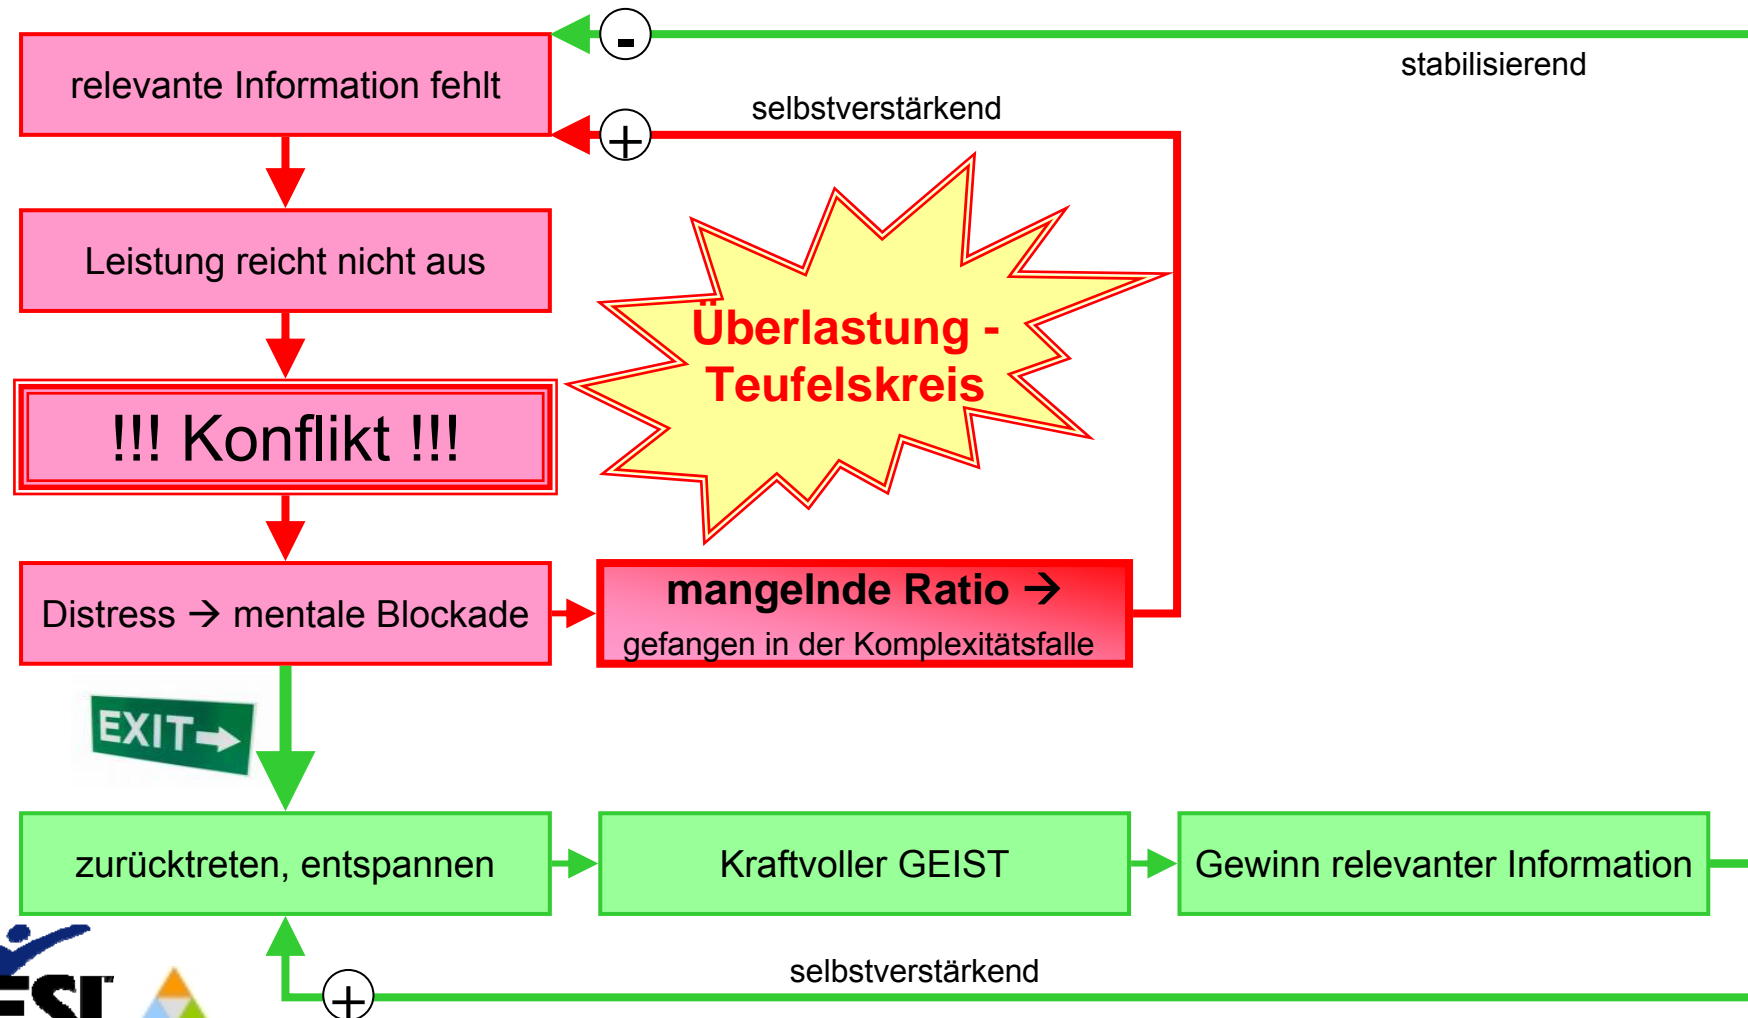 -
stabilisierend
relevante Information fehlt
selbstverstärkend
+
Leistung reicht nicht aus
Überlastung -
Teufelskreis
!!! Konflikt !!!
Distress → mentale Blockade
mangelnde Ratio →
gefangen in der Komplexitätsfalle
EXIT→
zurücktreten, entspannen
Kraftvoller GEIST
Gewinn relevanter Information
selbstverstärkend
+